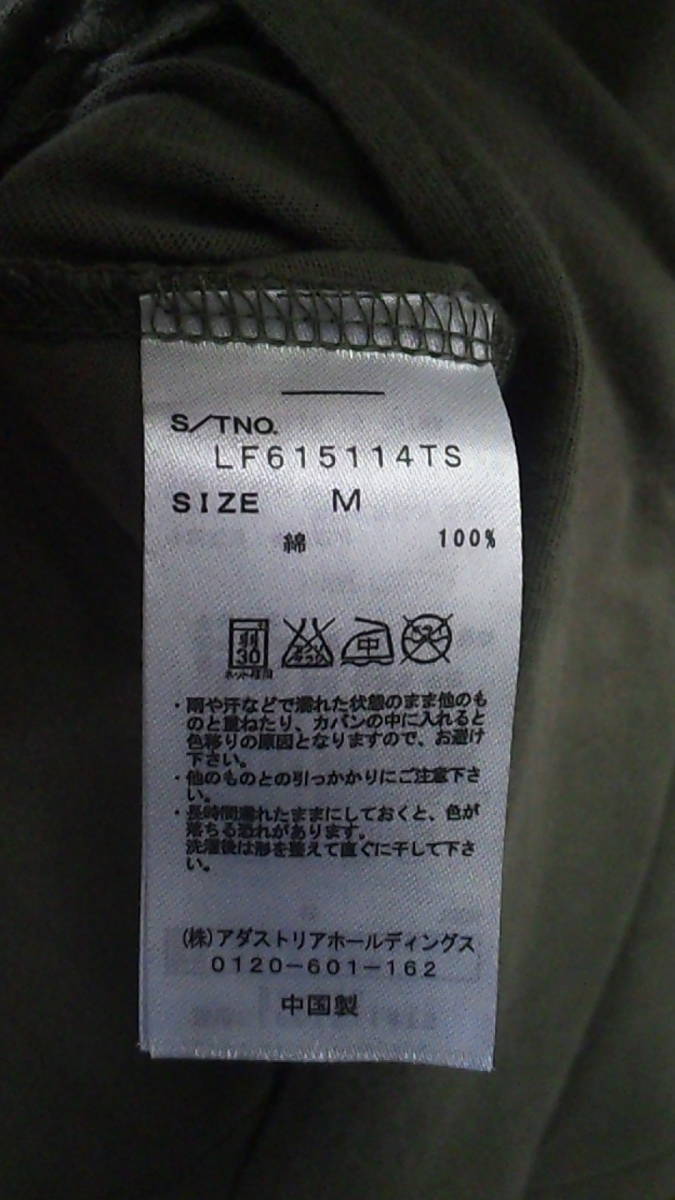 S/TNO.
LF615114TS
SIZE M
綿 100%
30
ネット使用
中
・雨や汗などで濡れた状態のまま他のも
のと重ねたり、カバンの中に入れると
色移りの原因となりますので、お避け
下さい。
・他のものとの引っかかりにご注意下さ
い。
・長時間濡れたままにしておくと、色が
落ちる恐れがあります。
洗濯後は形を整えて直ぐに干して下さ
い。
(株)アダストリアホールディングス
0120-601-162
中国製